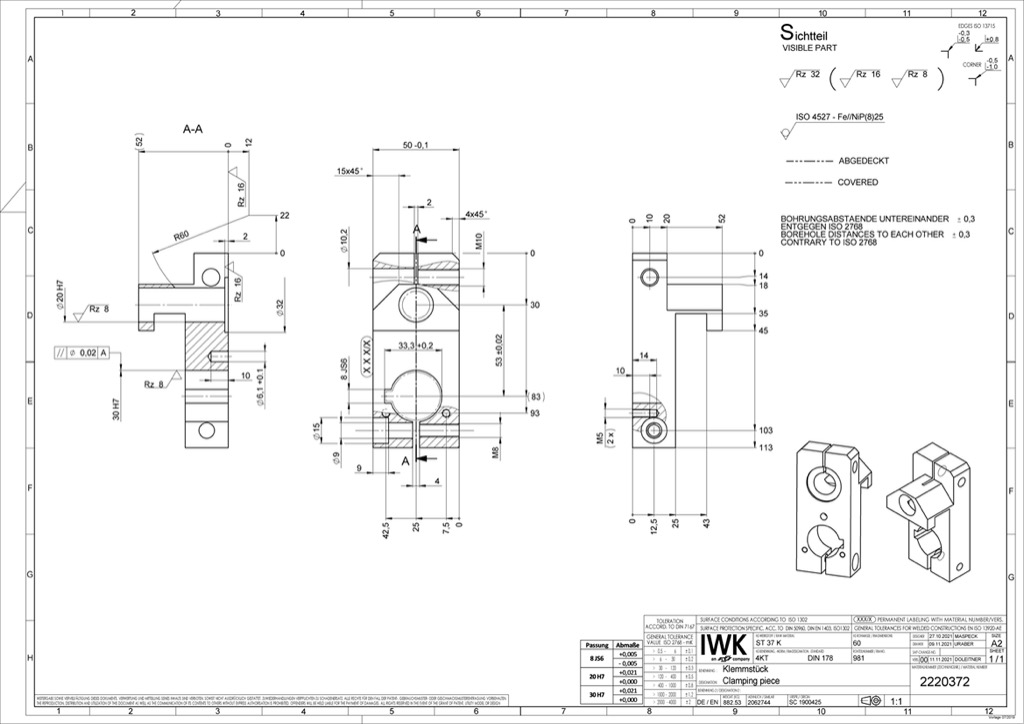 1 2 3 4 5 6 7 8 9 10 11 12
A
B
C
D
E
F
G
H
Sichtteil
VISIBLE PART
EDGES ISO 13715
-0.3
-0.5
+0.8
CORNER
-0.5
-1.0
Rz 32 ( Rz 16 Rz 8 )
ISO 4527 - Fe//NiP(8)25
ABGEDECKT
COVERED
BOHRUNGSABSTAENDE UNTEREINANDER ± 0,3
ENTGEGEN ISO 2768
BOREHOLE DISTANCES TO EACH OTHER ± 0,3
CONTRARY TO ISO 2768
A-A
(52)
0
12
Rz 16
22
R60
2
0
Rz 16
⌀20 H7
Rz 8
⌀32
// ⌀ 0,02 A
Rz 8
10
⌀6,1 +0.1
30 H7
50 -0,1
15x45°
2
4x45°
A
⌀10,2
M10
0
30
33,3 +0,2
53 ±0,02
X X X/X
8 JS6
(83)
93
⌀15
⌀9
M8
A
9
4
42,5
25
7,5
0
0
10
20
52
0
14
18
35
45
14
10
M5
(2 x)
103
113
0
12,5
25
43
Passung Abmaße
8 JS6 +0,005
- 0,005
20 H7 +0,021
+0,000
30 H7 +0,021
+0,000
TOLERATION
ACCORD. TO DIN 7167
GENERAL TOLERANCE
VALUE ISO 2768 - mK
SURFACE CONDITIONS ACCORDING TO ISO 1302
(XXX/X) PERMANENT LABELING WITH MATERIAL NUMBER/VERS.
SURFACE PROTECTION SPECIFIC. ACC. TO DIN 50960, DIN EN 1403, ISO1302
GENERAL TOLERANCES FOR WELDED CONSTRUCTIONS EN ISO 13920-AE
IWK
ST 37 K
60
27.10.2021 MASPECK
09.11.2021 URABER
SIZE
A2
4KT DIN 178
981
00 11.11.2021 DOLEITNER
SHEET
1 / 1
Klemmstück
Clamping piece
2220372
DE / EN 882.53 2062744 SC 1900425
1:1